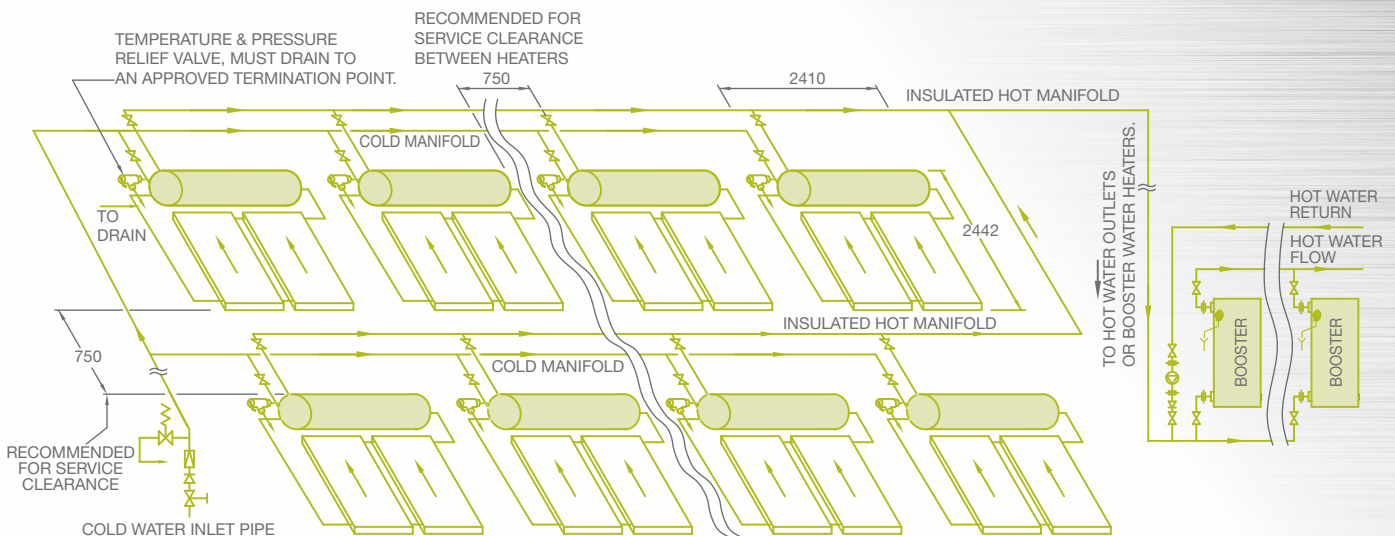 TEMPERATURE & PRESSURE
RELIEF VALVE, MUST DRAIN TO
AN APPROVED TERMINATION POINT.
RECOMMENDED FOR
SERVICE CLEARANCE
BETWEEN HEATERS
750
2410
INSULATED HOT MANIFOLD
COLD MANIFOLD
TO
DRAIN
2442
TO HOT WATER OUTLETS
OR BOOSTER WATER HEATERS.
HOT WATER
RETURN
HOT WATER
FLOW
BOOSTER
BOOSTER
INSULATED HOT MANIFOLD
COLD MANIFOLD
750
RECOMMENDED
FOR SERVICE
CLEARANCE
COLD WATER INLET PIPE